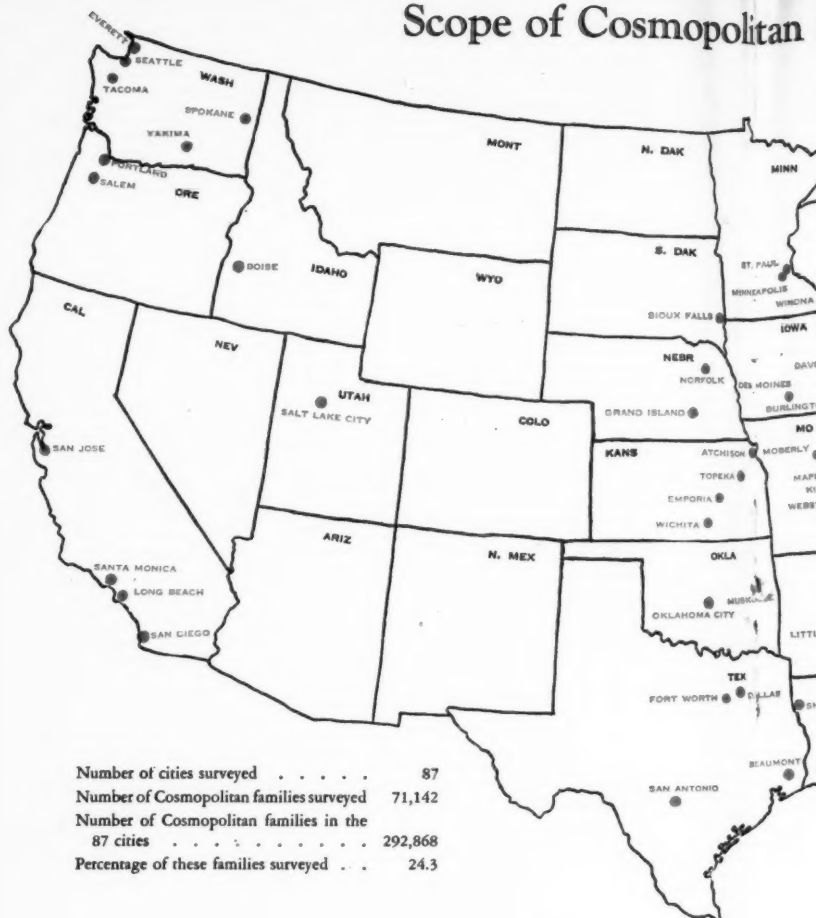 Scope of Cosmopolitan
EVERETT
SEATTLE
WASH
TACOMA
SPOKANE
YAKIMA
MONT
N. DAK
MINN
PORTLAND
SALEM
ORE
BOISE
IDAHO
WYO
S. DAK
ST. PAUL
MINNEAPOLIS
WINONA
SIOUX FALLS
CAL
NEV
IOWA
NEBR
NORFOLK
DES MOINES
UTAH
SALT LAKE CITY
GRAND ISLAND
COLO
MO
SAN JOSE
KANS
ATCHISON
MOBERLY
TOPEKA
EMPORIA
WICHITA
ARIZ
N. MEX
OKLA
SANTA MONICA
LONG BEACH
OKLAHOMA CITY
MUSKOGEE
SAN DIEGO
TEX
FORT WORTH
DALLAS
BEAUMONT
SAN ANTONIO
Number of cities surveyed . . . . . 87
Number of Cosmopolitan families surveyed 71,142
Number of Cosmopolitan families in the
87 cities . . . . . . . . . . 292,868
Percentage of these families surveyed . . 24.3